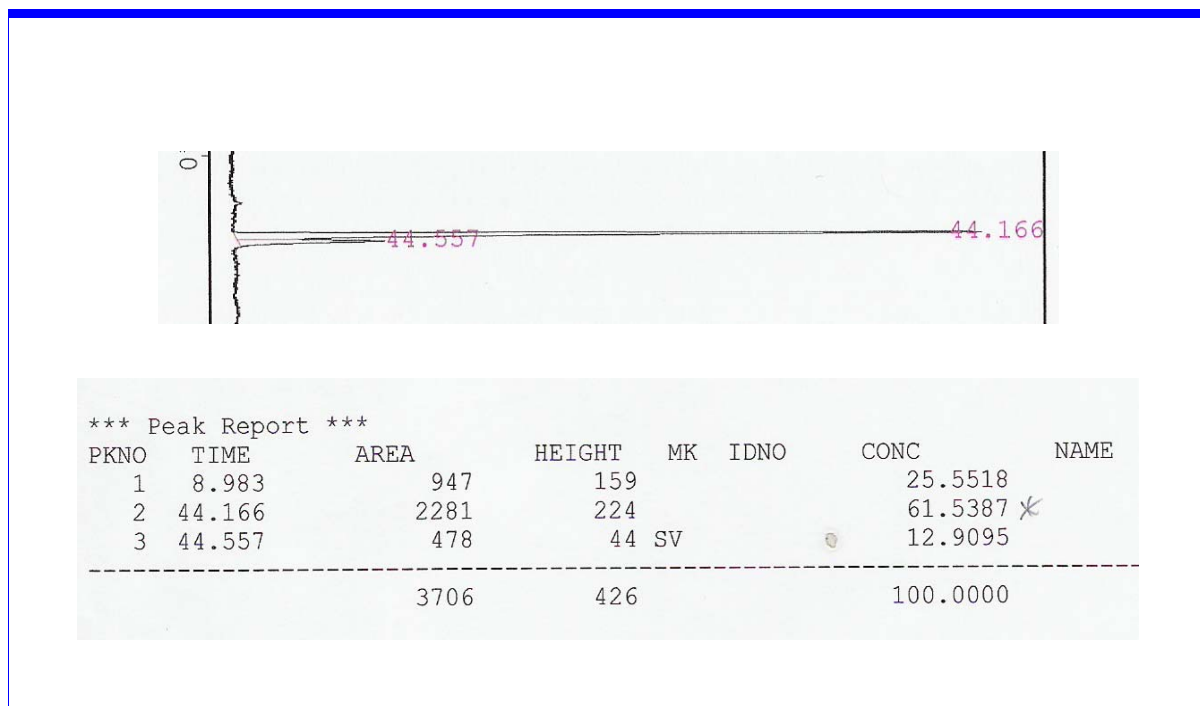 0
44.557 44.166
*** Peak Report ***
PKNO TIME AREA HEIGHT MK IDNO CONC NAME
1 8.983 947 159 25.5518
2 44.166 2281 224 61.5387
3 44.557 478 44 SV 12.9095
3706 426 100.0000